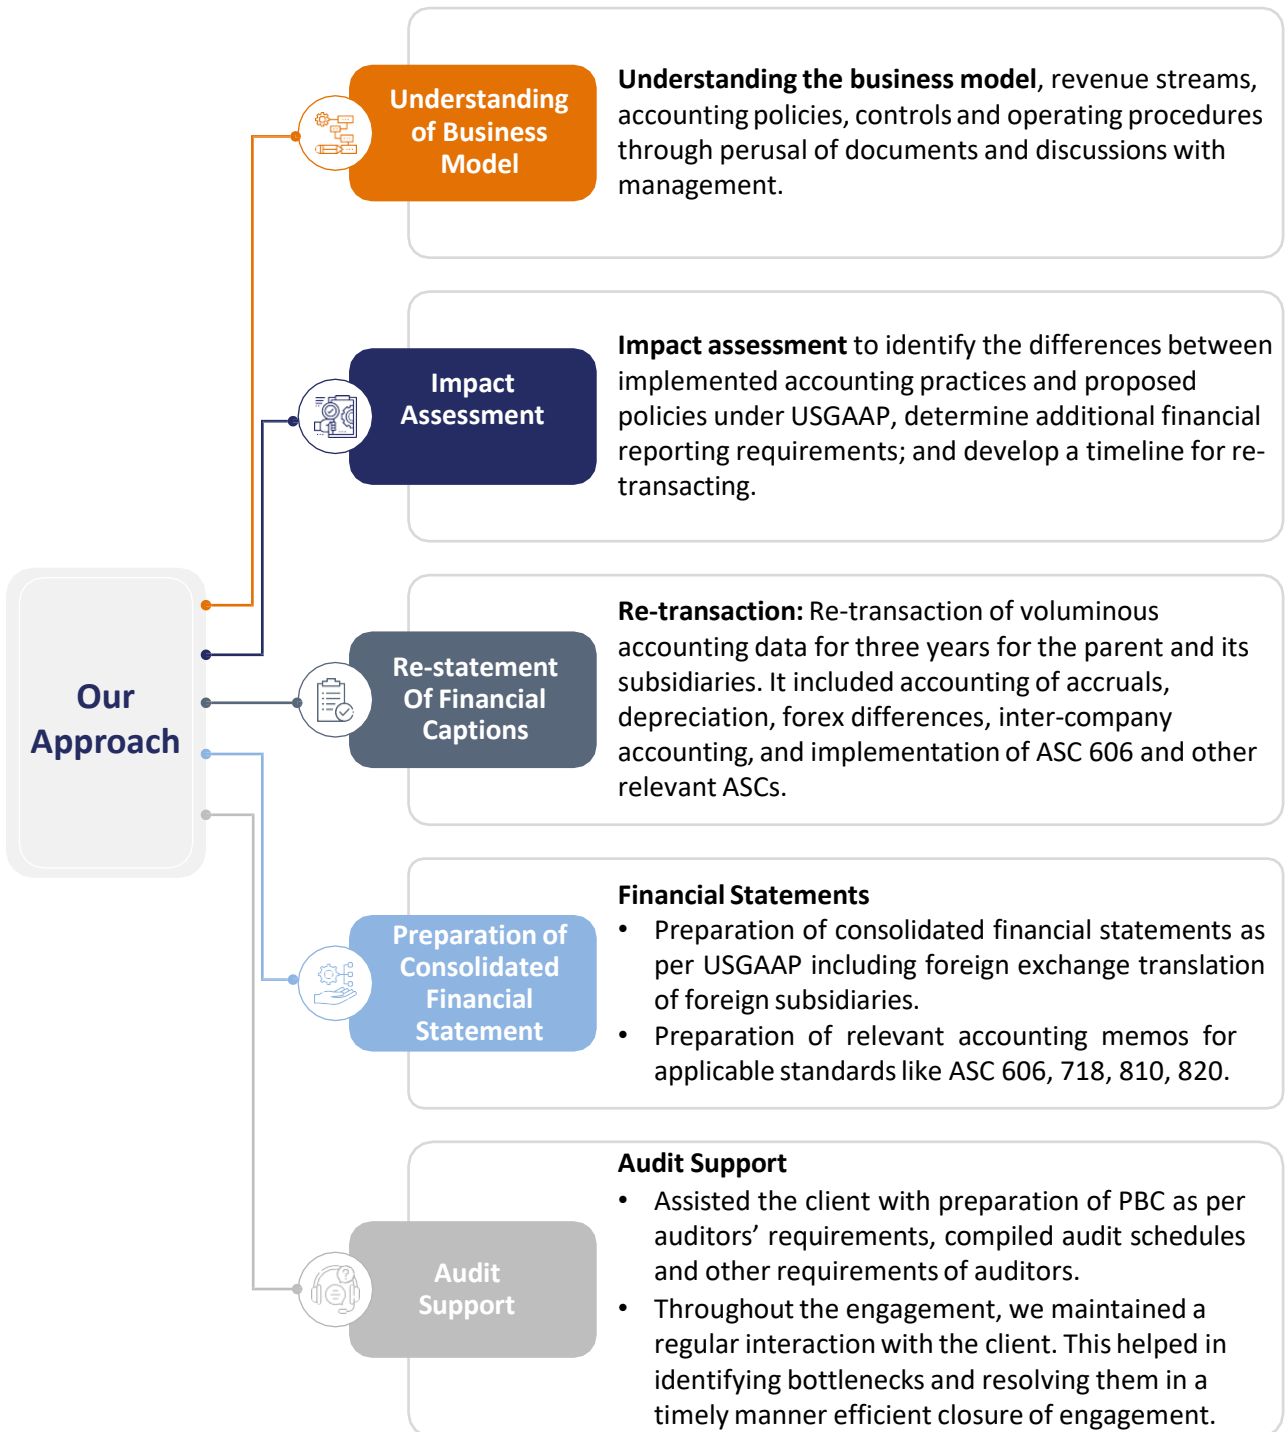 Our
Approach
Understanding
of Business
Model
Understanding the business model, revenue streams,
accounting policies, controls and operating procedures
through perusal of documents and discussions with
management.
Impact
Assessment
Impact assessment to identify the differences between
implemented accounting practices and proposed
policies under USGAAP, determine additional financial
reporting requirements; and develop a timeline for re-
transacting.
Re-statement
Of Financial
Captions
Re-transaction: Re-transaction of voluminous
accounting data for three years for the parent and its
subsidiaries. It included accounting of accruals,
depreciation, forex differences, inter-company
accounting, and implementation of ASC 606 and other
relevant ASCs.
Preparation of
Consolidated
Financial
Statement
Financial Statements
• Preparation of consolidated financial statements as
per USGAAP including foreign exchange translation
of foreign subsidiaries.
• Preparation of relevant accounting memos for
applicable standards like ASC 606, 718, 810, 820.
Audit
Support
Audit Support
• Assisted the client with preparation of PBC as per
auditors’ requirements, compiled audit schedules
and other requirements of auditors.
• Throughout the engagement, we maintained a
regular interaction with the client. This helped in
identifying bottlenecks and resolving them in a
timely manner efficient closure of engagement.